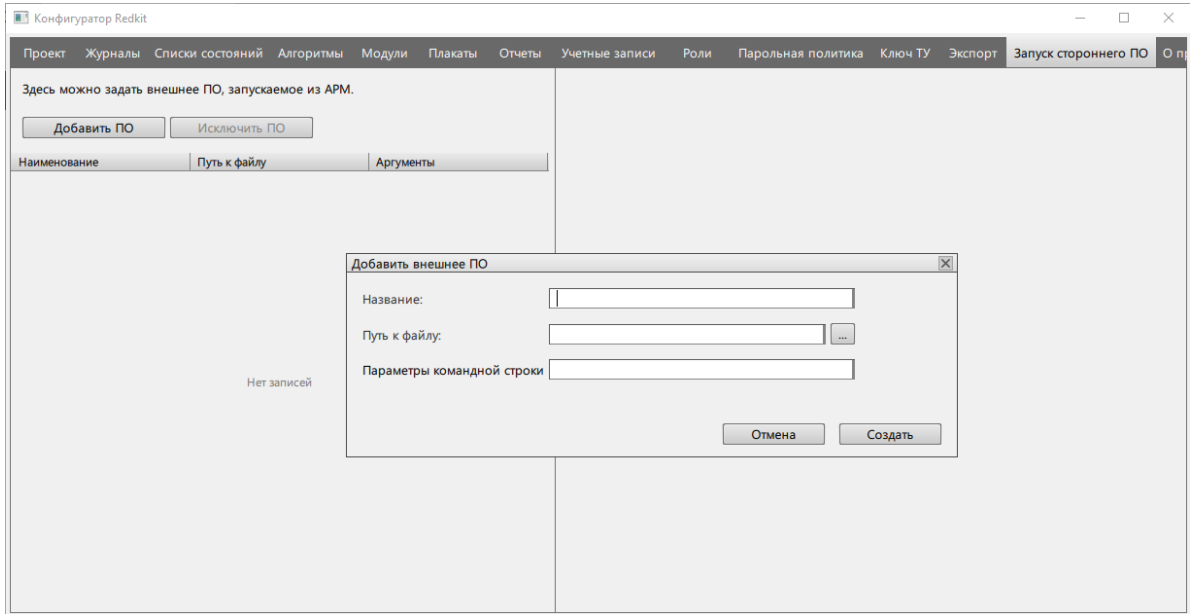 Конфигуратор Redkit
Проект Журналы Списки состояний Алгоритмы Модули Плакаты Отчеты Учетные записи Роли Парольная политика Ключ ТУ Экспорт Запуск стороннего ПО О
Здесь можно задать внешнее ПО, запускаемое из АРМ.
Добавить ПО Исключить ПО
Наименование Путь к файлу Аргументы
Добавить внешнее ПО
Название:
Путь к файлу: ...
Параметры командной строки
Нет записей
Отмена Создать